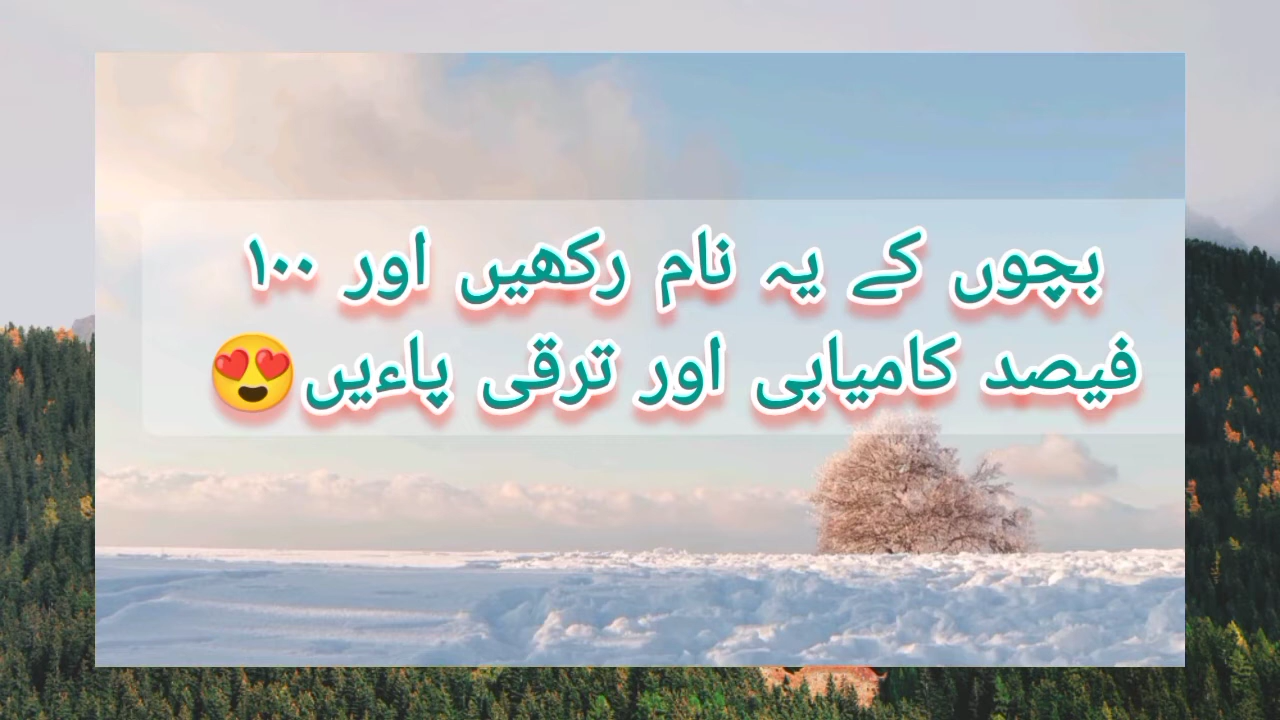 بچوں کے یہ نام رکھیں اور ۱۰۰
فیصد کامیابی اور ترقی پاءیں😍